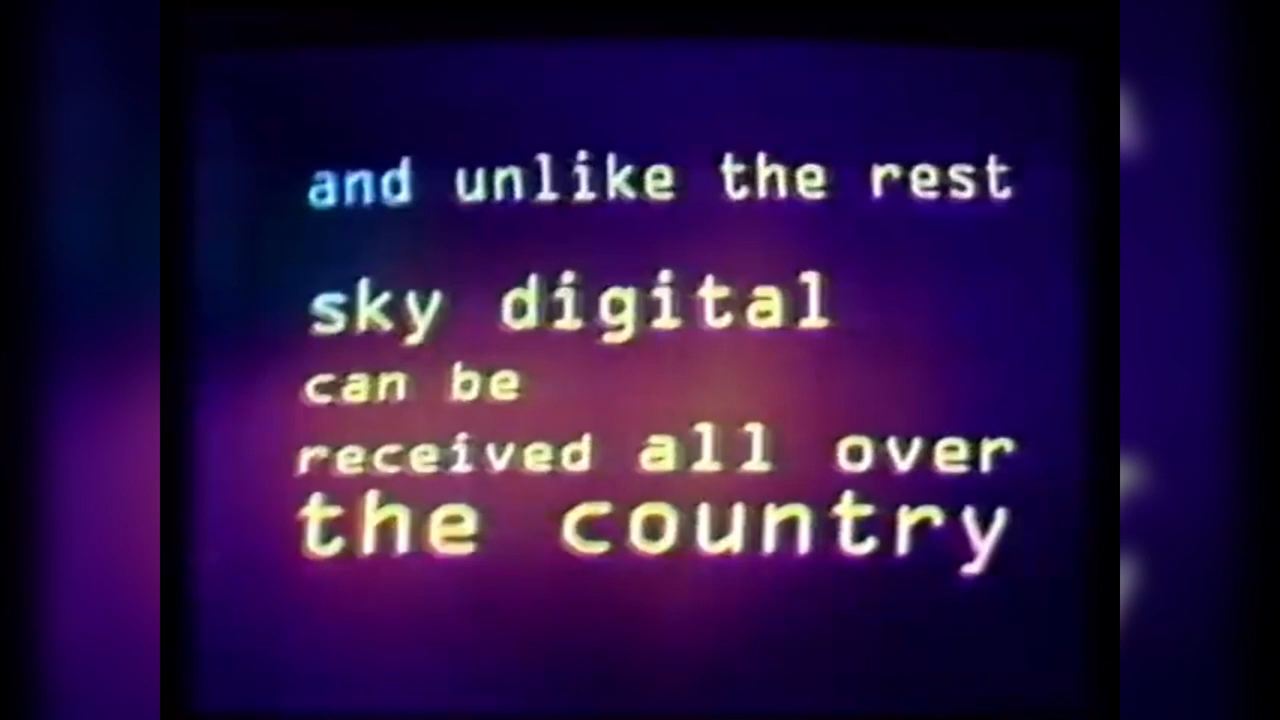 and unlike the rest
sky digital
can be
received all over
the country